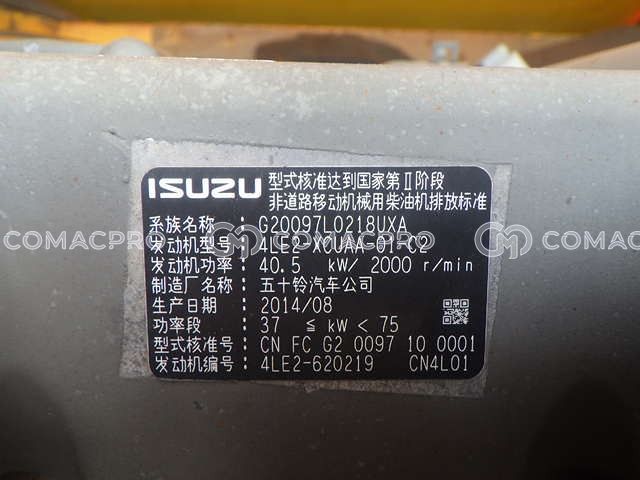 ISUZU 型式核准达到国家第Ⅱ阶段
非道路移动机械用柴油机排放标准
系族名称: G20097L0218UXA
发动机型号: 4LE2-XCUAA-01-C2
发动机功率: 40.5 kW/ 2000 r/min
制造厂名称: 五十铃汽车公司
生产日期: 2014/08
功率段: 37 ≤ kW < 75
型式核准号: CN FC G2 0097 10 0001
发动机编号: 4LE2-620219 CN4L01
COMACPRO COMACPRO COMACPRO